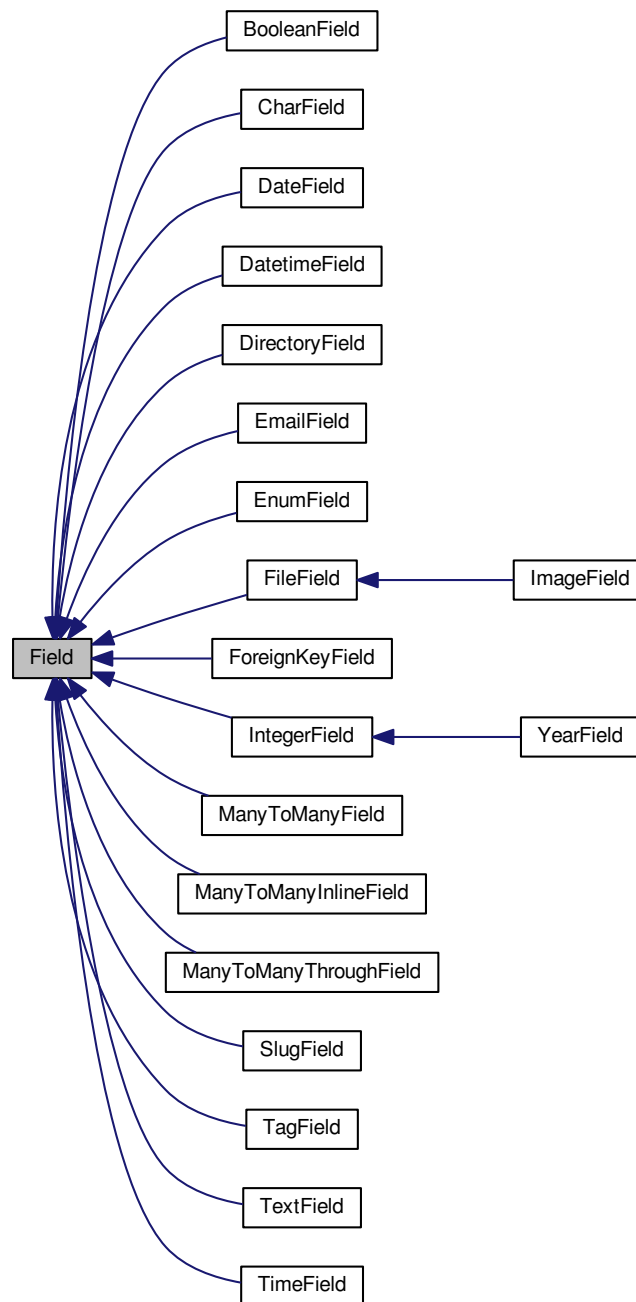 BooleanField
CharField
DateField
DatetimeField
DirectoryField
EmailField
EnumField
FileField
ImageField
Field
ForeignKeyField
IntegerField
YearField
ManyToManyField
ManyToManyInlineField
ManyToManyThroughField
SlugField
TagField
TextField
TimeField